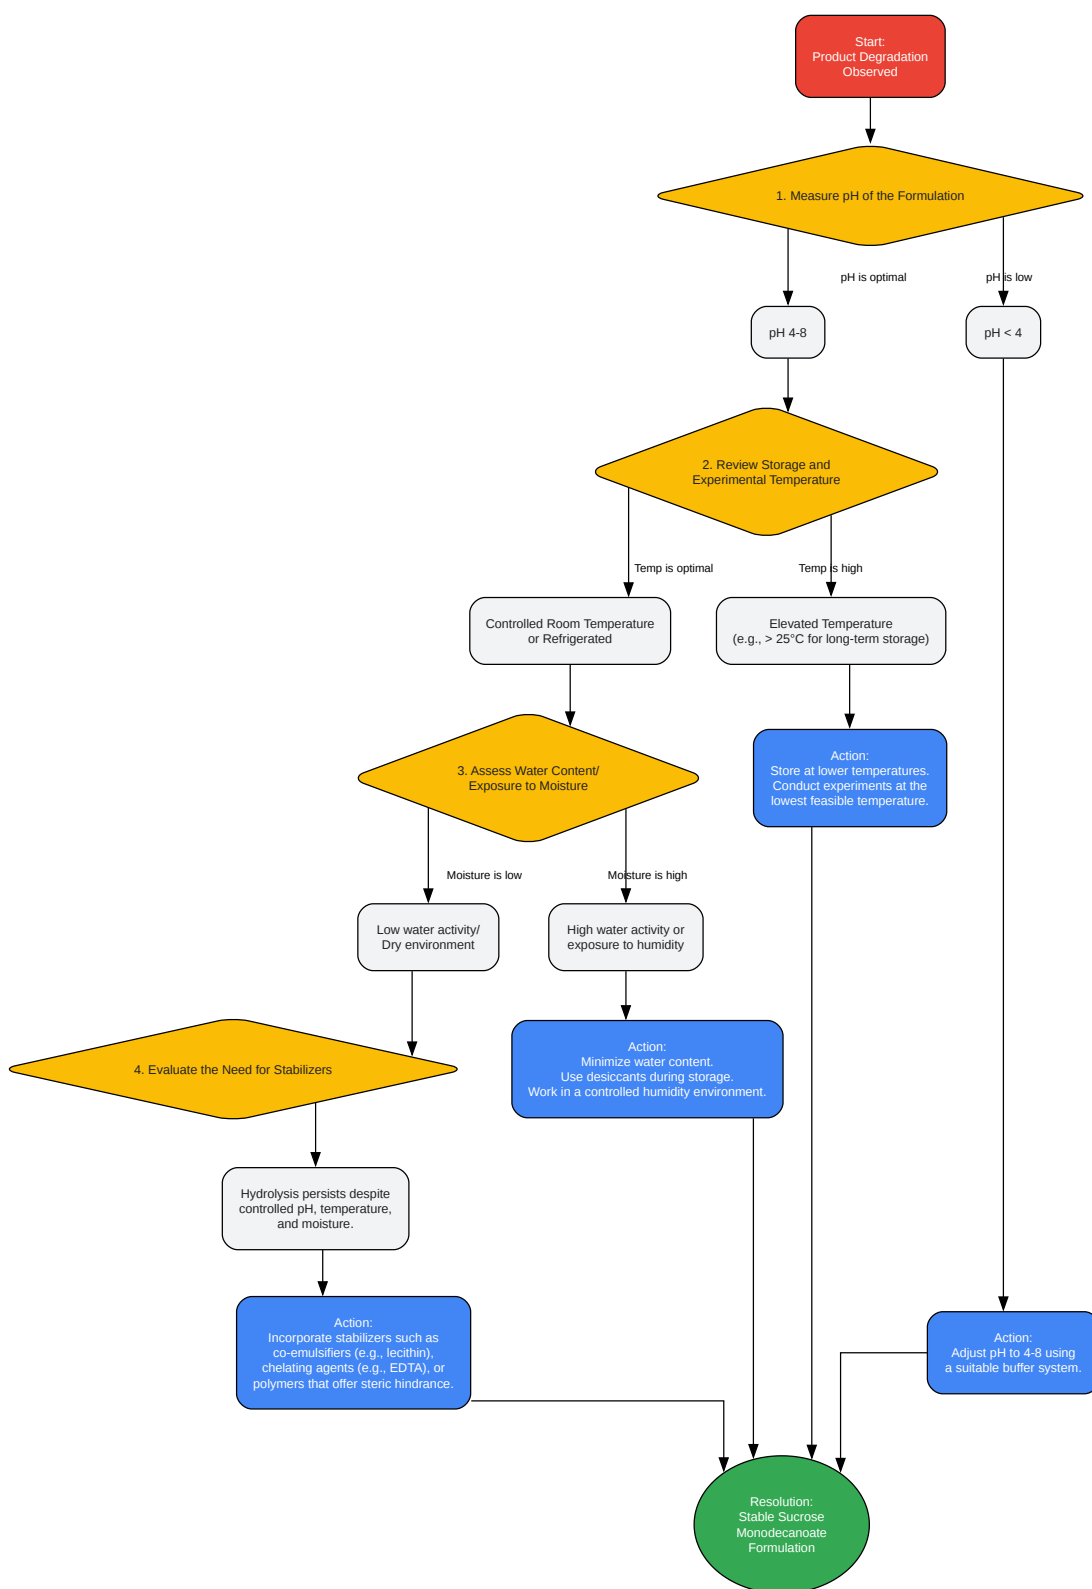 Start:
Product Degradation
Observed
1. Measure pH of the Formulation
pH is optimal
pH is low
pH 4-8
pH < 4
2. Review Storage and
Experimental Temperature
Temp is optimal
Temp is high
Controlled Room Temperature
or Refrigerated
Elevated Temperature
(e.g., > 25°C for long-term storage)
3. Assess Water Content/
Exposure to Moisture
Action:
Store at lower temperatures.
Conduct experiments at the
lowest feasible temperature.
Moisture is low
Moisture is high
Low water activity/
Dry environment
High water activity or
exposure to humidity
4. Evaluate the Need for Stabilizers
Action:
Minimize water content.
Use desiccants during storage.
Work in a controlled humidity environment.
Hydrolysis persists despite
controlled pH, temperature,
and moisture.
Action:
Incorporate stabilizers such as
co-emulsifiers (e.g., lecithin),
chelating agents (e.g., EDTA), or
polymers that offer steric hindrance.
Action:
Adjust pH to 4-8 using
a suitable buffer system.
Resolution:
Stable Sucrose
Monodecanoate
Formulation